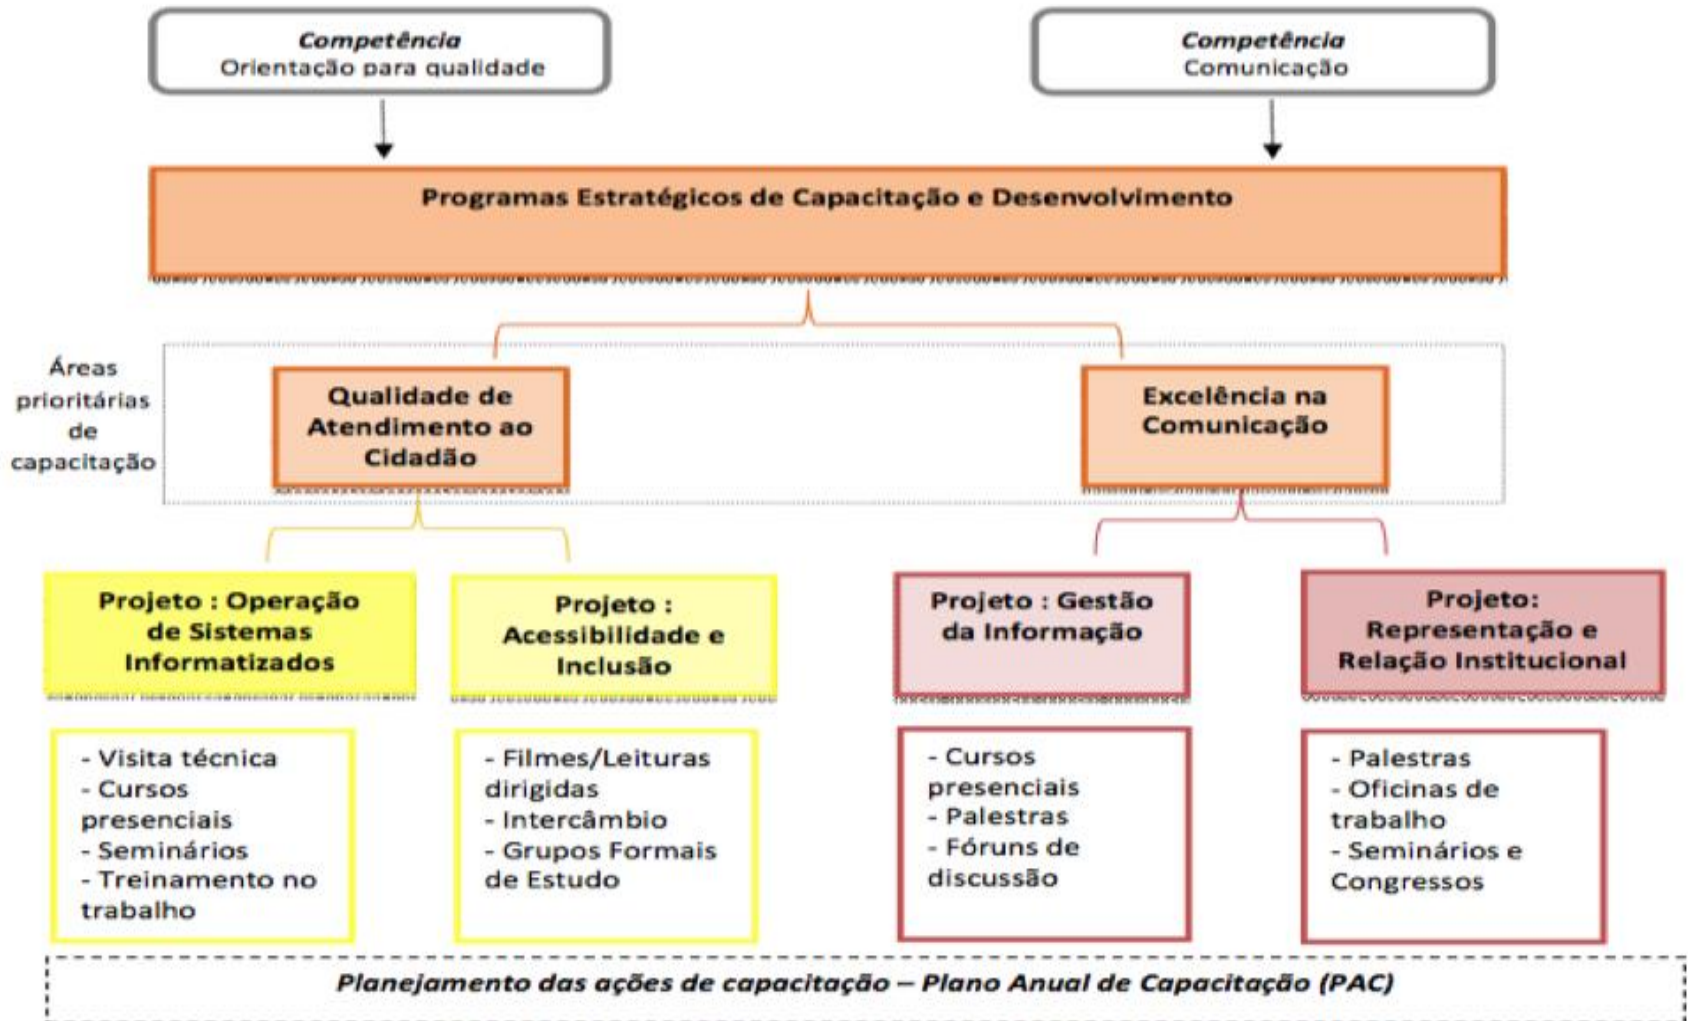 Competência
Orientação para qualidade
Competência
Comunicação
Programas Estratégicos de Capacitação e Desenvolvimento
Áreas
prioritárias
de
capacitação
Qualidade de
Atendimento ao
Cidadão
Excelência na
Comunicação
Projeto : Operação
de Sistemas
Informatizados
Projeto :
Acessibilidade e
Inclusão
Projeto : Gestão
da Informação
Projeto:
Representação e
Relação Institucional
- Visita técnica
- Cursos
presenciais
- Seminários
- Treinamento no
trabalho
- Filmes/Leituras
dirigidas
- Intercâmbio
- Grupos Formais
de Estudo
- Cursos
presenciais
- Palestras
- Fóruns de
discussão
- Palestras
- Oficinas de
trabalho
- Seminários e
Congressos
Planejamento das ações de capacitação – Plano Anual de Capacitação (PAC)